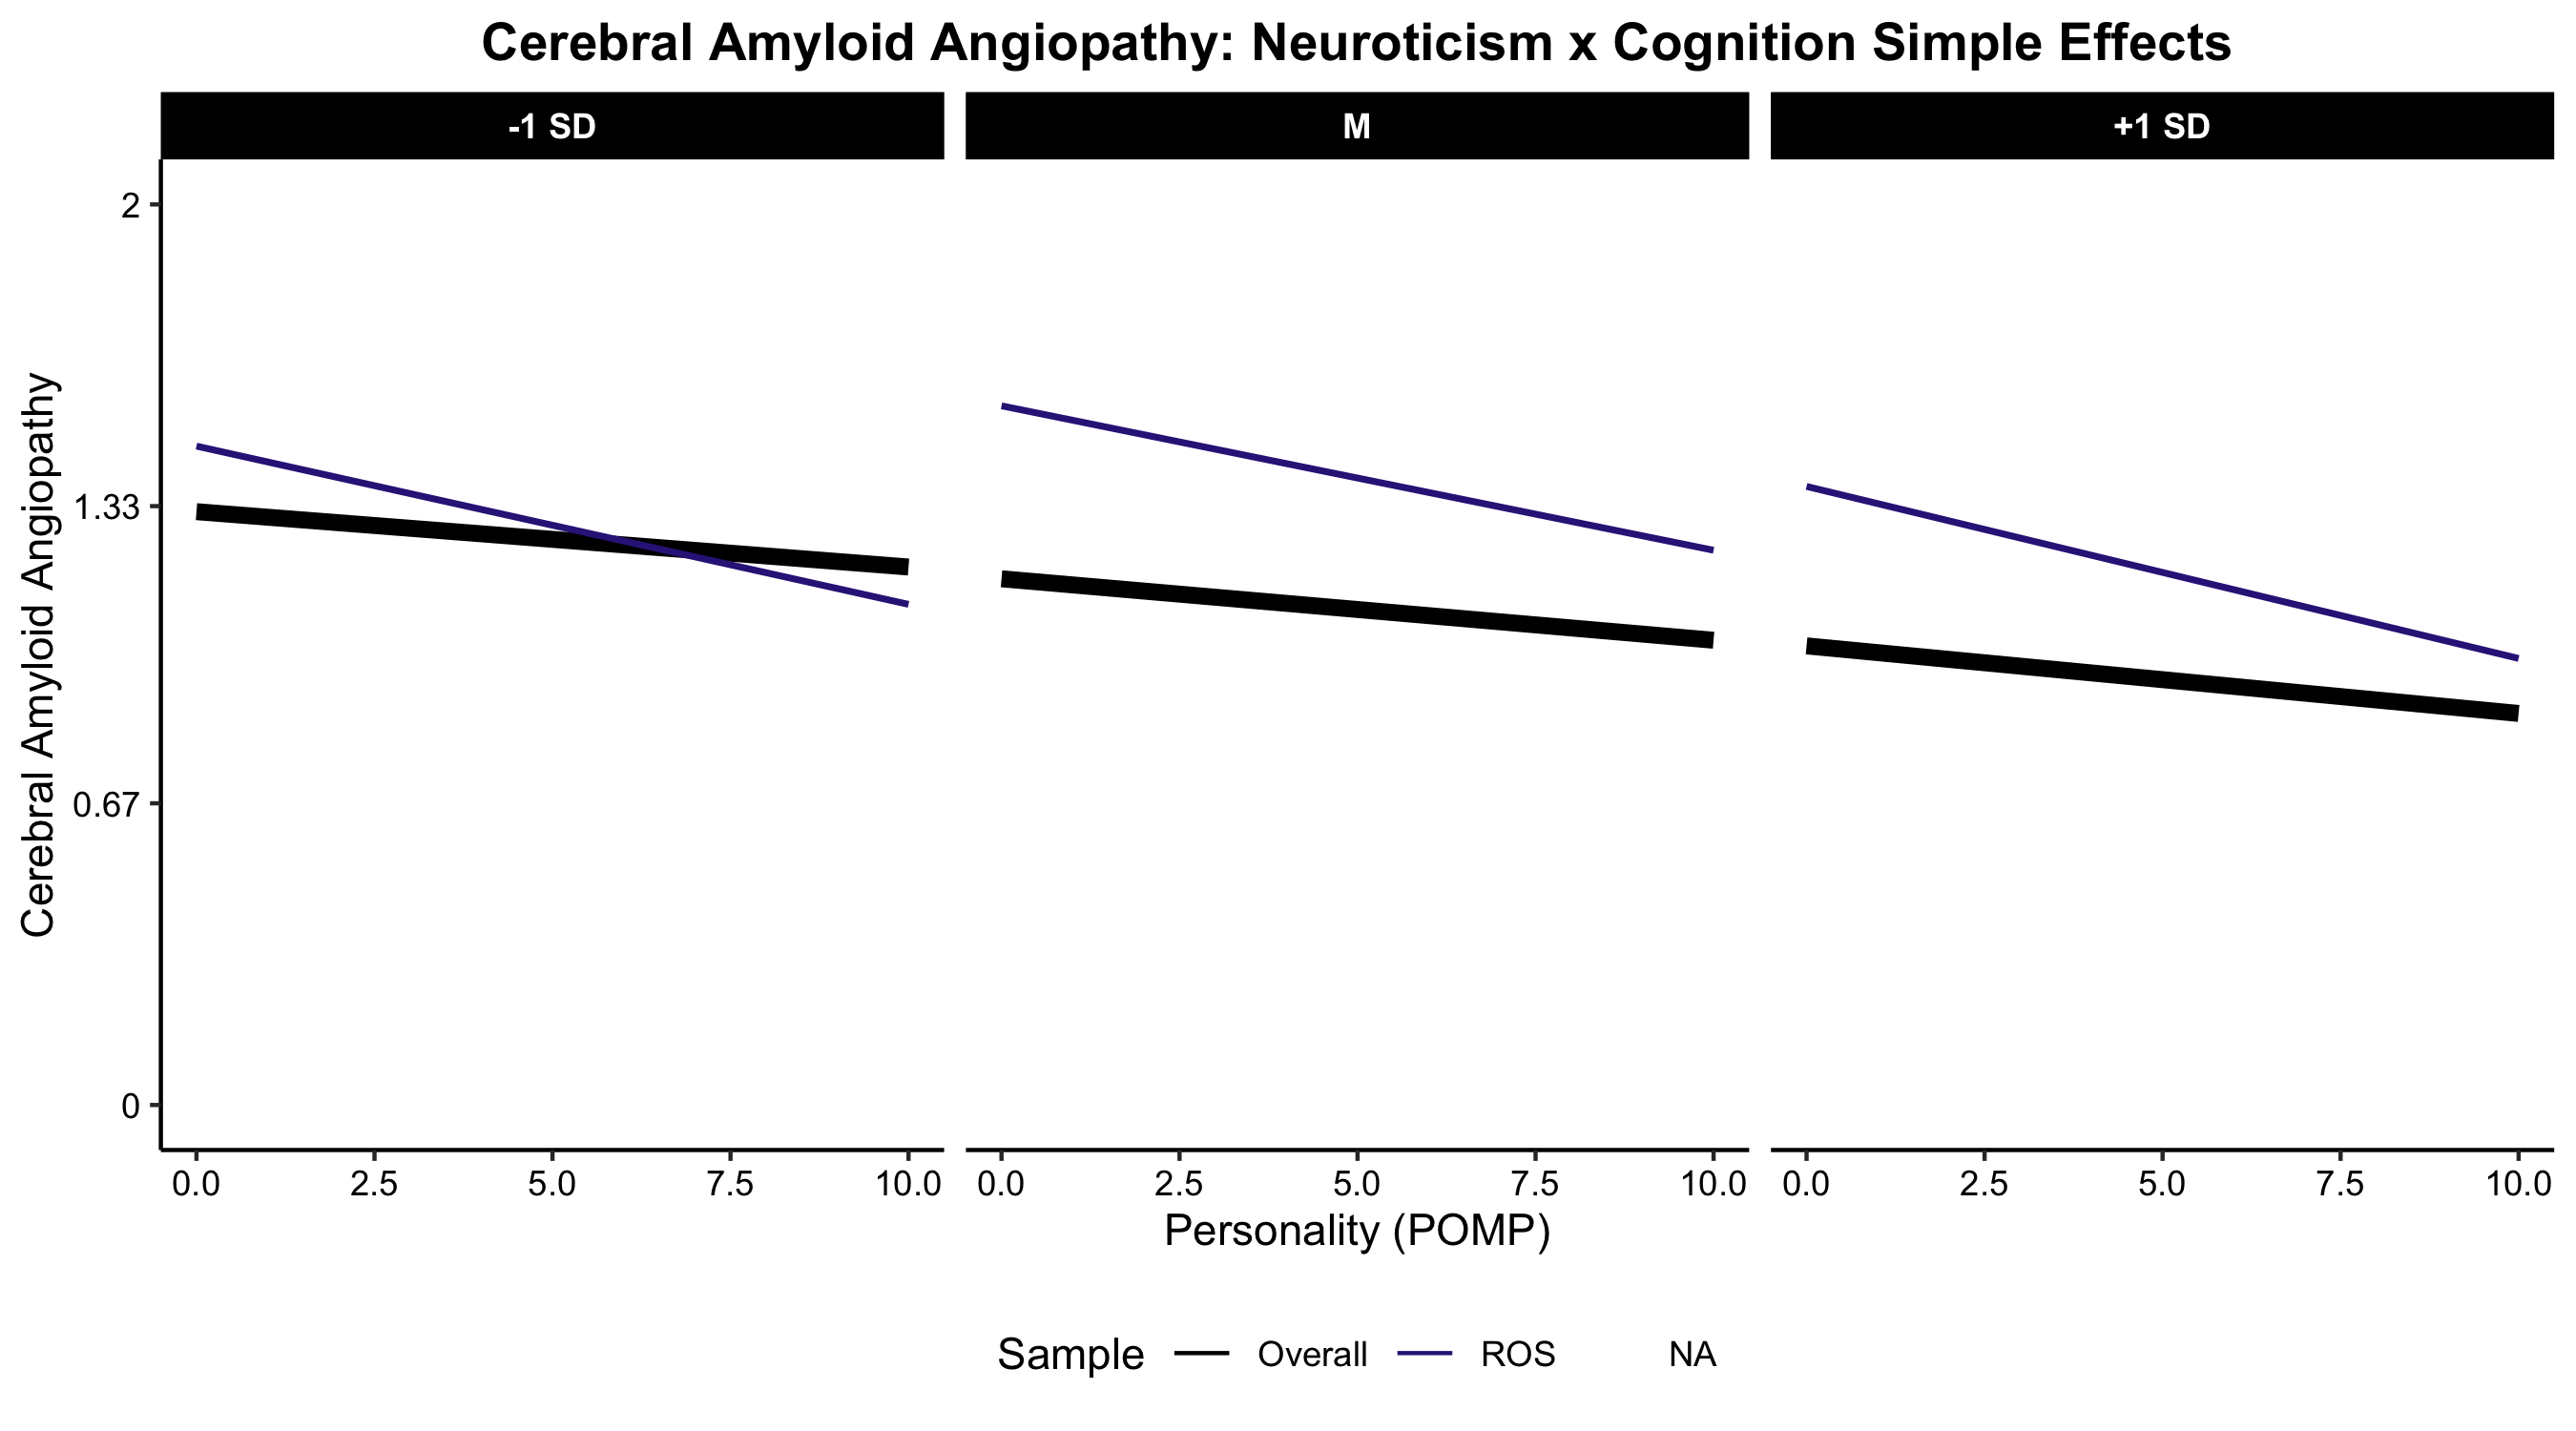 Cerebral Amyloid Angiopathy: Neuroticism x Cognition Simple Effects
-1 SD
M
+1 SD
Cerebral Amyloid Angiopathy
2
1.33
0.67
0
0.0 2.5 5.0 7.5 10.0
0.0 2.5 5.0 7.5 10.0
0.0 2.5 5.0 7.5 10.0
Personality (POMP)
Sample Overall ROS NA